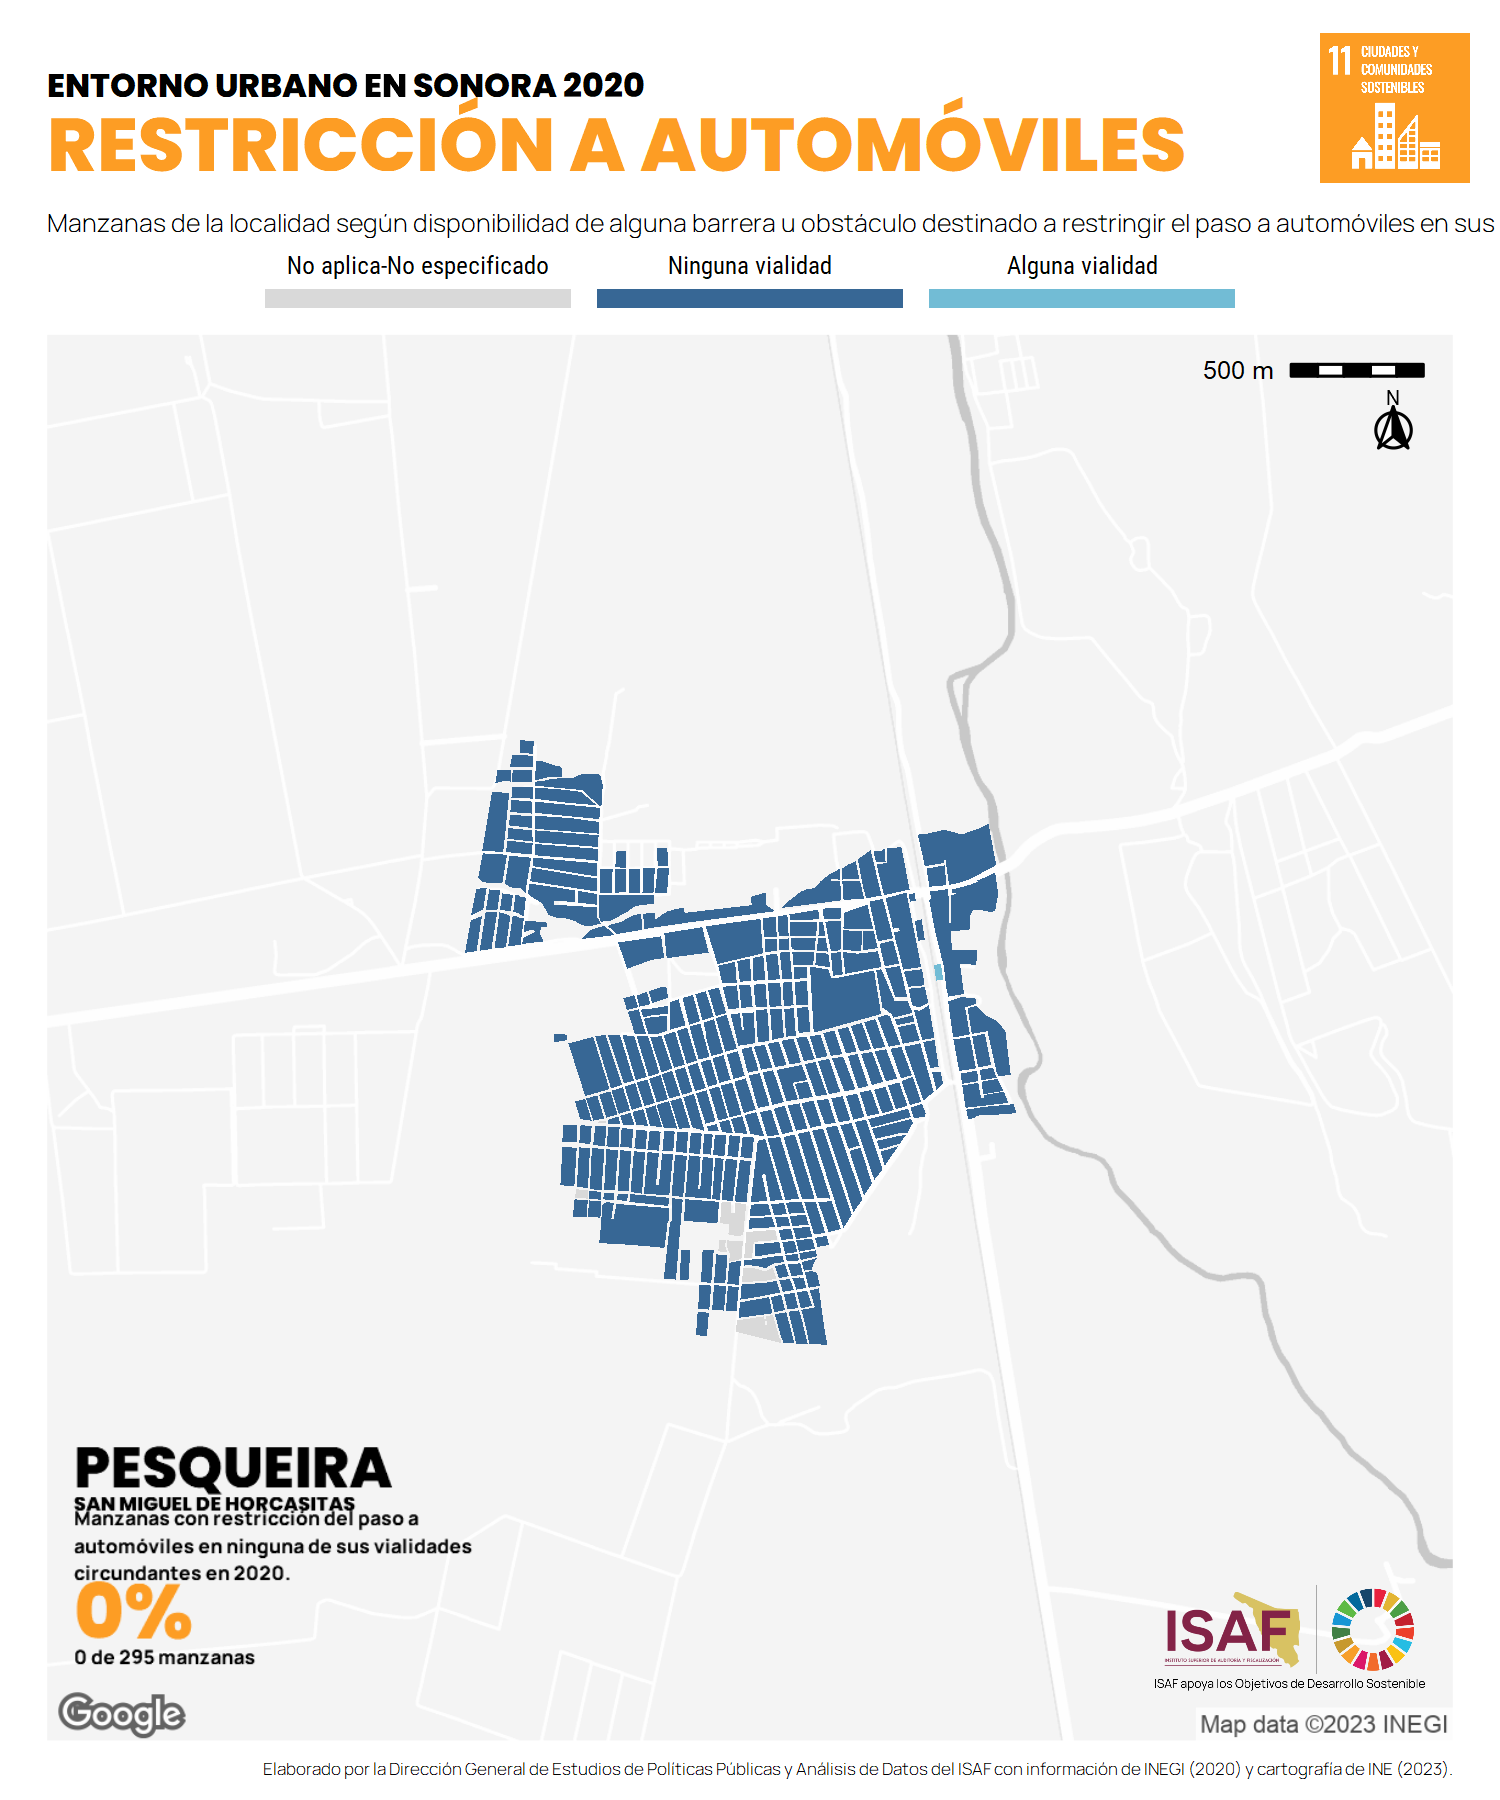 ENTORNO URBANO EN SONORA 2020
RESTRICCIÓN A AUTOMÓVILES
11 CIUDADES Y
COMUNIDADES
SOSTENIBLES
Manzanas de la localidad según disponibilidad de alguna barrera u obstáculo destinado a restringir el paso a automóviles en sus
No aplica-No especificado
Ninguna vialidad
Alguna vialidad
500 m
N
PESQUEIRA
SAN MIGUEL DE HORCASITAS
Manzanas con restricción del paso a
automóviles en ninguna de sus vialidades
circundantes en 2020.
0%
0 de 295 manzanas
ISAF
INSTITUTO SUPERIOR DE AUDITORÍA Y FISCALIZACIÓN
ISAF apoya los Objetivos de Desarrollo Sostenible
Google
Map data ©2023 INEGI
Elaborado por la Dirección General de Estudios de Políticas Públicas y Análisis de Datos del ISAF con información de INEGI (2020) y cartografía de INE (2023).